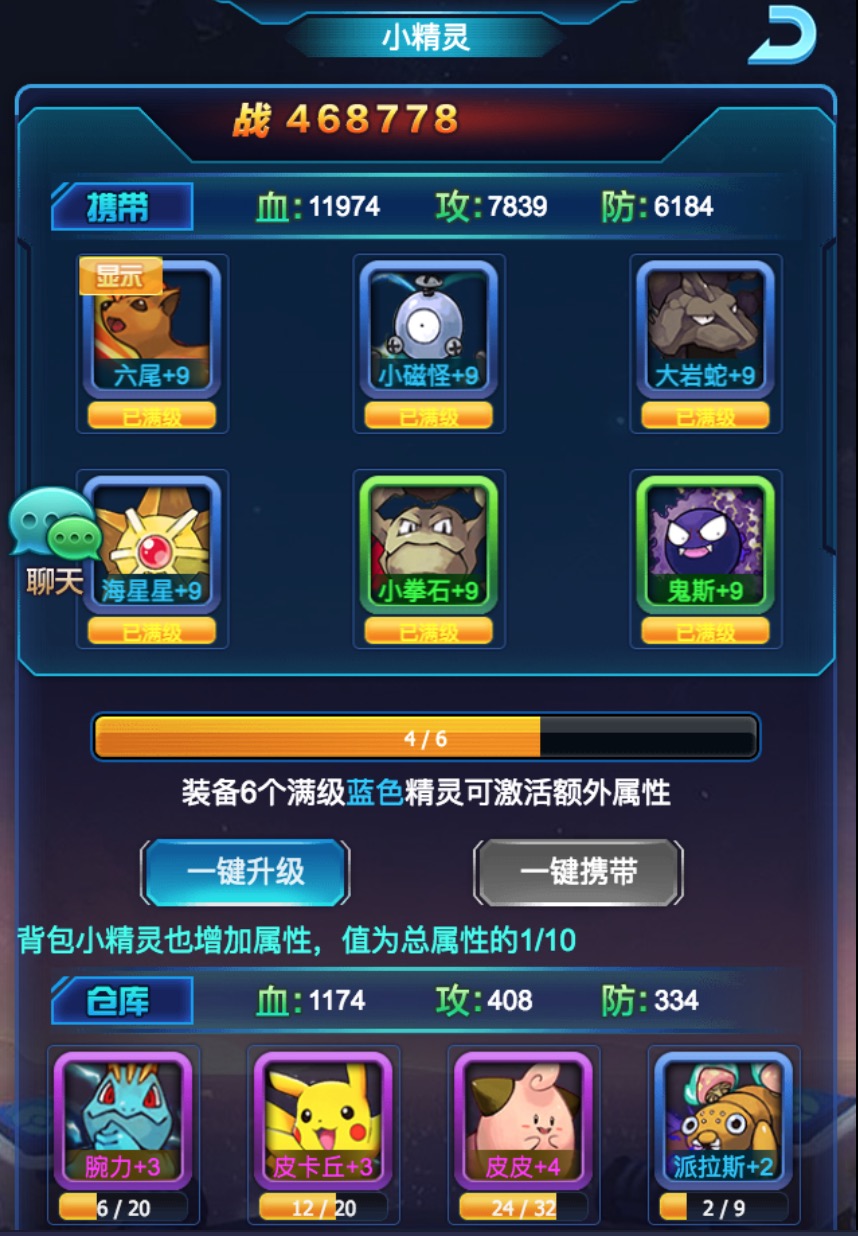 小精灵
战 468778
携带 血:11974 攻:7839 防:6184
显示
六尾+9 小磁怪+9 大岩蛇+9
已满级 已满级 已满级
聊天
海星星+9 小拳石+9 鬼斯+9
已满级 已满级 已满级
4 / 6
装备6个满级蓝色精灵可激活额外属性
一键升级 一键携带
背包小精灵也增加属性，值为总属性的1/10
仓库 血:1174 攻:408 防:334
腕力+3 皮卡丘+3 皮皮+4 派拉斯+2
6 / 20 12 / 20 24 / 32 2 / 9